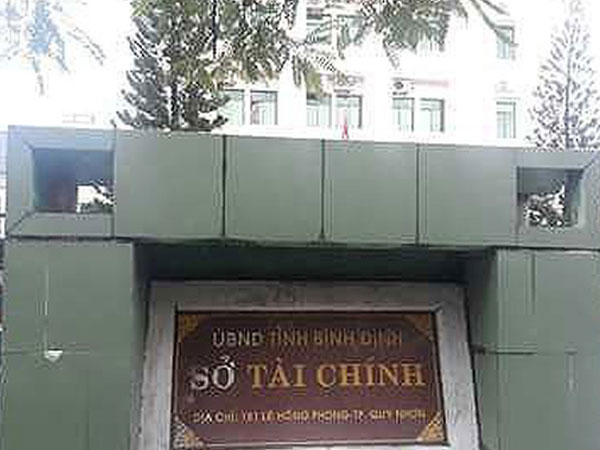 UBND TỈNH BÌNH ĐỊNH
SỞ TÀI CHÍNH
ĐỊA CHỈ: 181 LÊ HỒNG PHONG-TP. QUY NHƠN